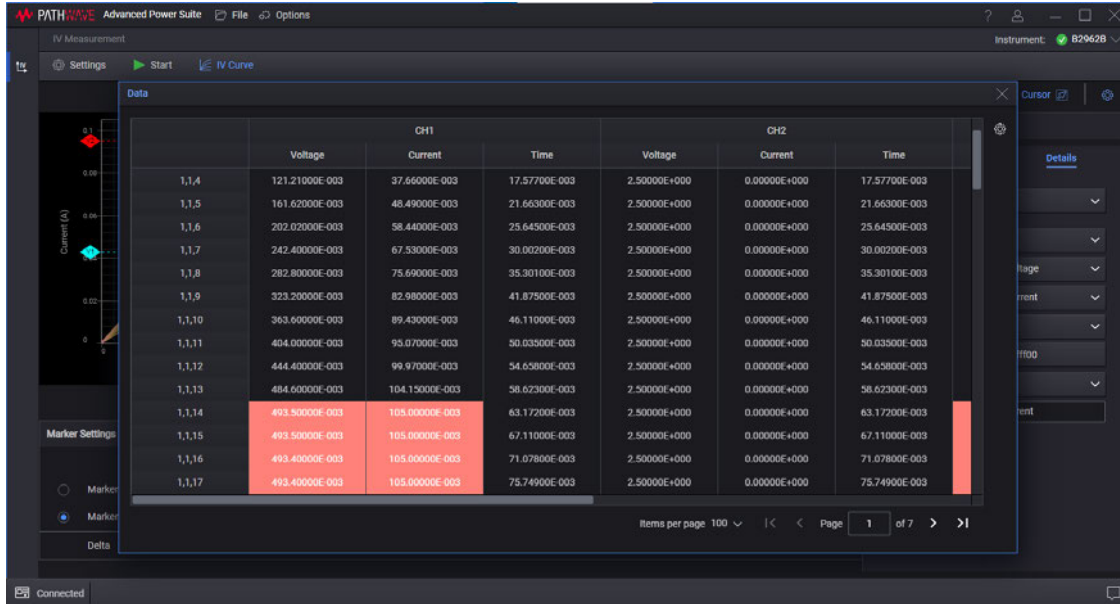 PATHWAVE Advanced Power Suite File Options
IV Measurement Instrument: B2962B
Settings Start IV Curve
Data Cursor
CH1 CH2
Voltage Current Time Voltage Current Time
Details
1,1,4 121.21000E-003 37.66000E-003 17.57700E-003 2.50000E+000 0.00000E+000 17.57700E-003
1,1,5 161.62000E-003 48.49000E-003 21.66300E-003 2.50000E+000 0.00000E+000 21.66300E-003
1,1,6 202.02000E-003 58.44000E-003 25.64500E-003 2.50000E+000 0.00000E+000 25.64500E-003
1,1,7 242.40000E-003 67.53000E-003 30.00200E-003 2.50000E+000 0.00000E+000 30.00200E-003
1,1,8 282.80000E-003 75.69000E-003 35.30100E-003 2.50000E+000 0.00000E+000 35.30100E-003
1,1,9 323.20000E-003 82.98000E-003 41.87500E-003 2.50000E+000 0.00000E+000 41.87500E-003
1,1,10 363.60000E-003 89.43000E-003 46.11000E-003 2.50000E+000 0.00000E+000 46.11000E-003
1,1,11 404.00000E-003 95.07000E-003 50.03500E-003 2.50000E+000 0.00000E+000 50.03500E-003
1,1,12 444.40000E-003 99.97000E-003 54.65800E-003 2.50000E+000 0.00000E+000 54.65800E-003
1,1,13 484.60000E-003 104.15000E-003 58.62300E-003 2.50000E+000 0.00000E+000 58.62300E-003
1,1,14 493.50000E-003 105.00000E-003 63.17200E-003 2.50000E+000 0.00000E+000 63.17200E-003
1,1,15 493.50000E-003 105.00000E-003 67.11000E-003 2.50000E+000 0.00000E+000 67.11000E-003
1,1,16 493.40000E-003 105.00000E-003 71.07800E-003 2.50000E+000 0.00000E+000 71.07800E-003
1,1,17 493.40000E-003 105.00000E-003 75.74900E-003 2.50000E+000 0.00000E+000 75.74900E-003
Items per page 100 Page 1 of 7
Current (A)
0.1
0.08
0.06
0.02
0
0
Marker Settings
Marker
Marker
Delta
Connected